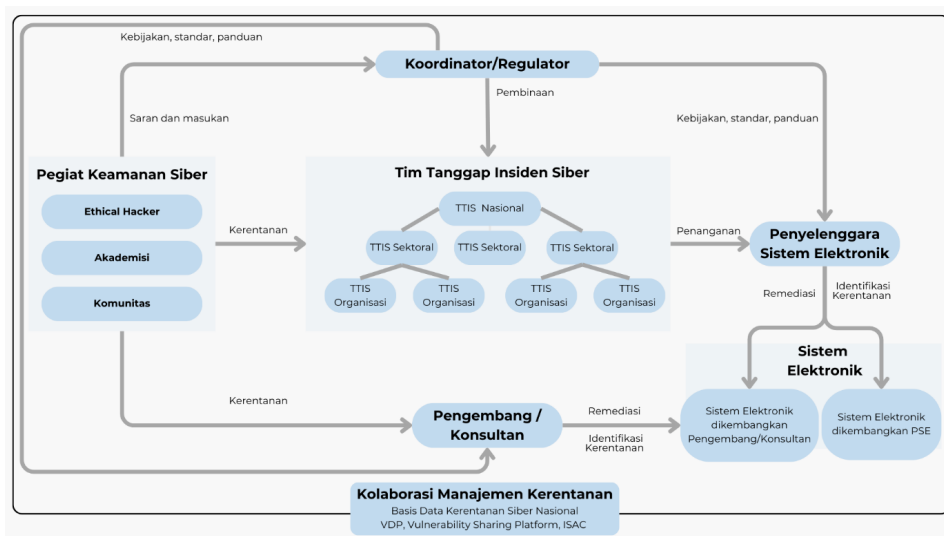 Kebijakan, standar, panduan
Koordinator/Regulator
Pembinaan
Saran dan masukan
Kebijakan, standar, panduan
Pegiat Keamanan Siber
Ethical Hacker
Akademisi
Komunitas
Kerentanan
Tim Tanggap Insiden Siber
TTIS Nasional
TTIS Sektoral
TTIS Sektoral
TTIS Sektoral
TTIS
Organisasi
TTIS
Organisasi
TTIS
Organisasi
TTIS
Organisasi
Penanganan
Penyelenggara
Sistem Elektronik
Remediasi
Identifikasi
Kerentanan
Sistem
Elektronik
Sistem Elektronik
dikembangkan
Pengembang/Konsultan
Sistem Elektronik
dikembangkan PSE
Kerentanan
Pengembang /
Konsultan
Remediasi
Identifikasi
Kerentanan
Kolaborasi Manajemen Kerentanan
Basis Data Kerentanan Siber Nasional
VDP, Vulnerability Sharing Platform, ISAC